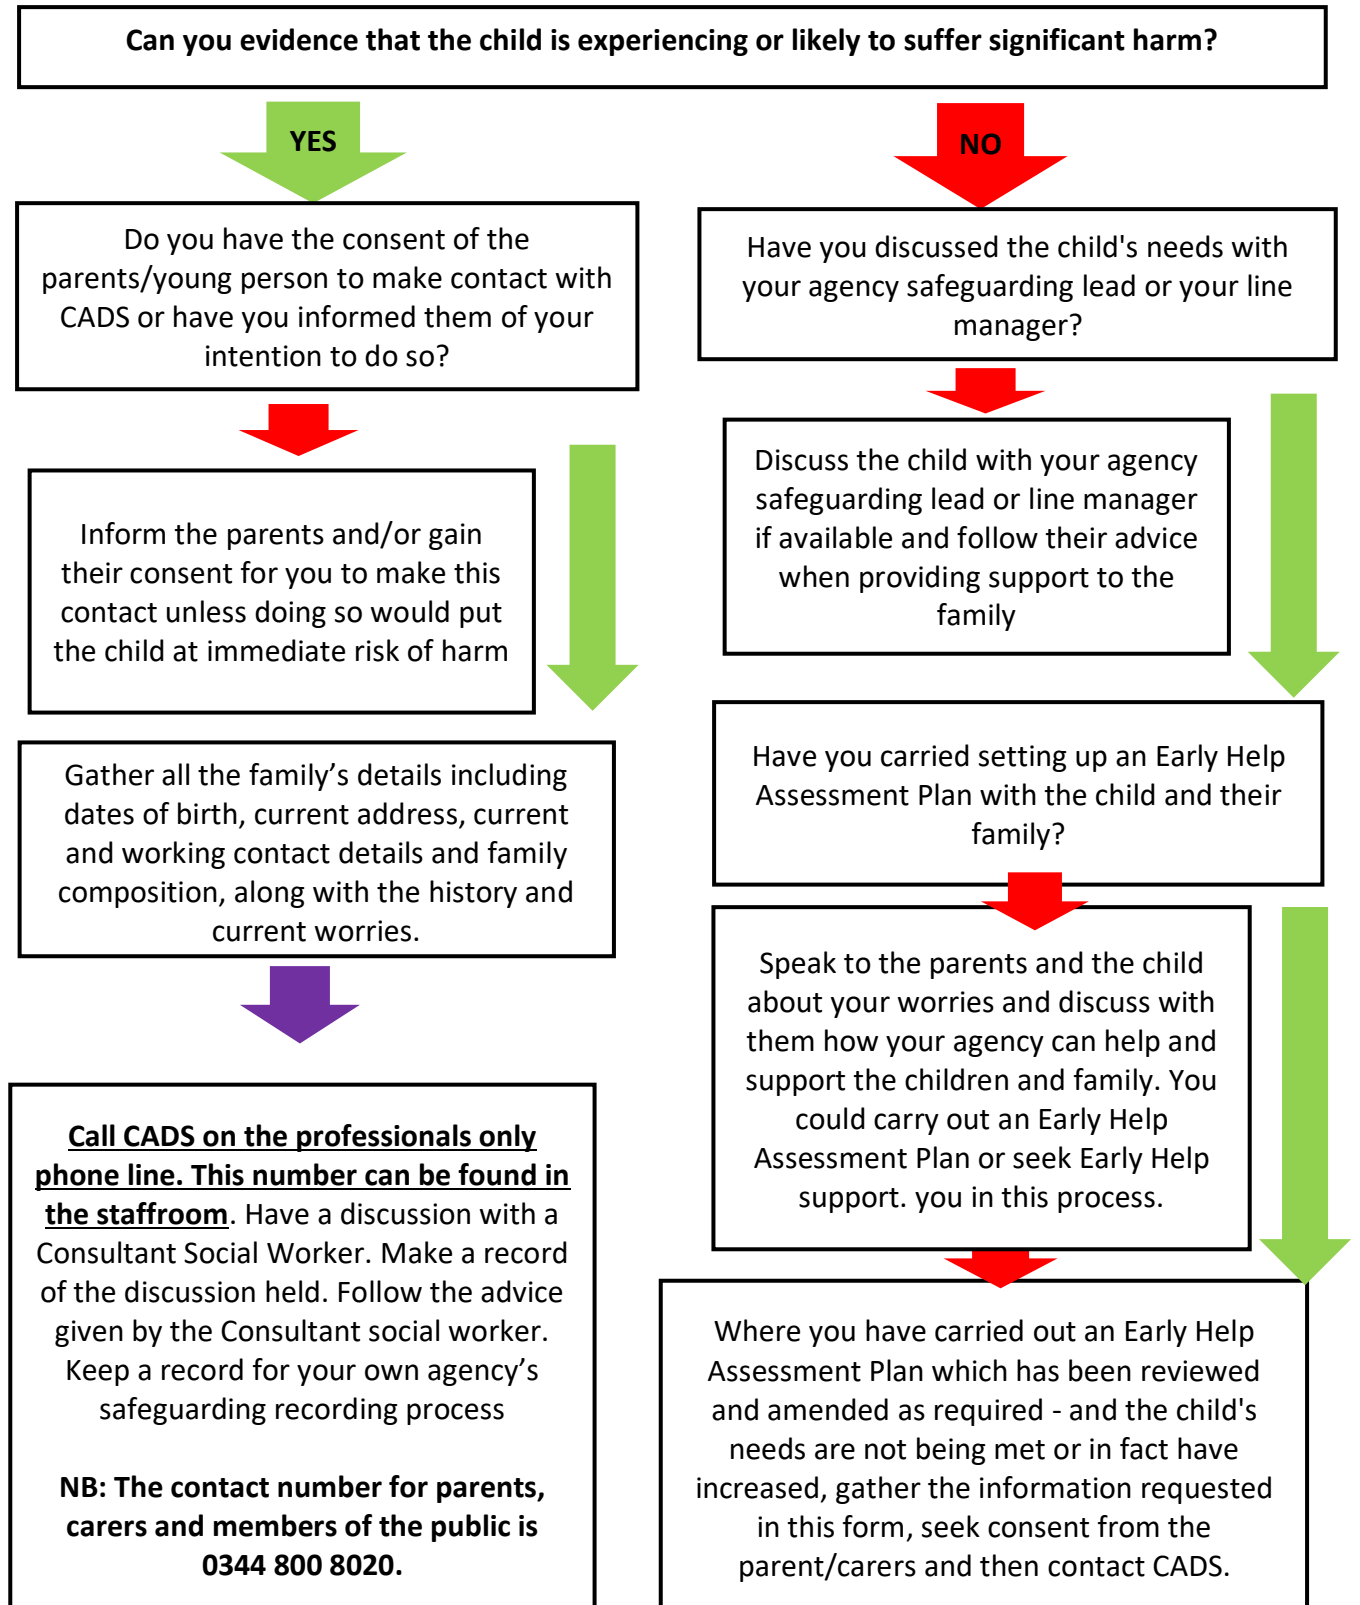 Can you evidence that the child is experiencing or likely to suffer significant harm?
YES
NO
Do you have the consent of the
parents/young person to make contact with
CADS or have you informed them of your
intention to do so?
Have you discussed the child's needs with
your agency safeguarding lead or your line
manager?
Inform the parents and/or gain
their consent for you to make this
contact unless doing so would put
the child at immediate risk of harm
Discuss the child with your agency
safeguarding lead or line manager
if available and follow their advice
when providing support to the
family
Gather all the family’s details including
dates of birth, current address, current
and working contact details and family
composition, along with the history and
current worries.
Have you carried setting up an Early Help
Assessment Plan with the child and their
family?
Speak to the parents and the child
about your worries and discuss with
them how your agency can help and
support the children and family. You
could carry out an Early Help
Assessment Plan or seek Early Help
support. you in this process.
Call CADS on the professionals only
phone line. This number can be found in
the staffroom. Have a discussion with a
Consultant Social Worker. Make a record
of the discussion held. Follow the advice
given by the Consultant social worker.
Keep a record for your own agency’s
safeguarding recording process
NB: The contact number for parents,
carers and members of the public is
0344 800 8020.
Where you have carried out an Early Help
Assessment Plan which has been reviewed
and amended as required - and the child's
needs are not being met or in fact have
increased, gather the information requested
in this form, seek consent from the
parent/carers and then contact CADS.